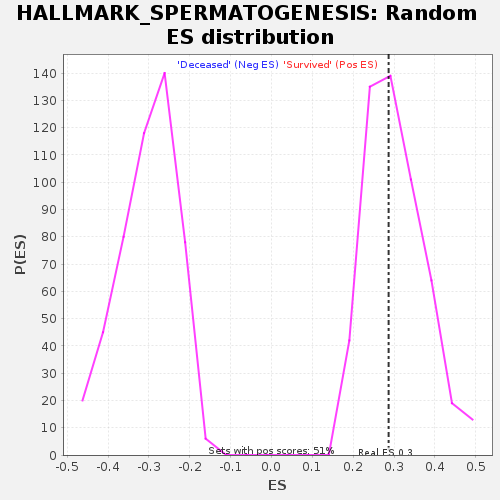 HALLMARK_SPERMATOGENESIS: Random
ES distribution
'Deceased' (Neg ES) 'Survived' (Pos ES)
140
130
120
110
100
90
80
70
60
50
40
30
20
10
0
P(ES)
Sets with pos scores: 51%
Real ES 0.3
-0.5 -0.4 -0.3 -0.2 -0.1 0.0 0.1 0.2 0.3 0.4 0.5
ES